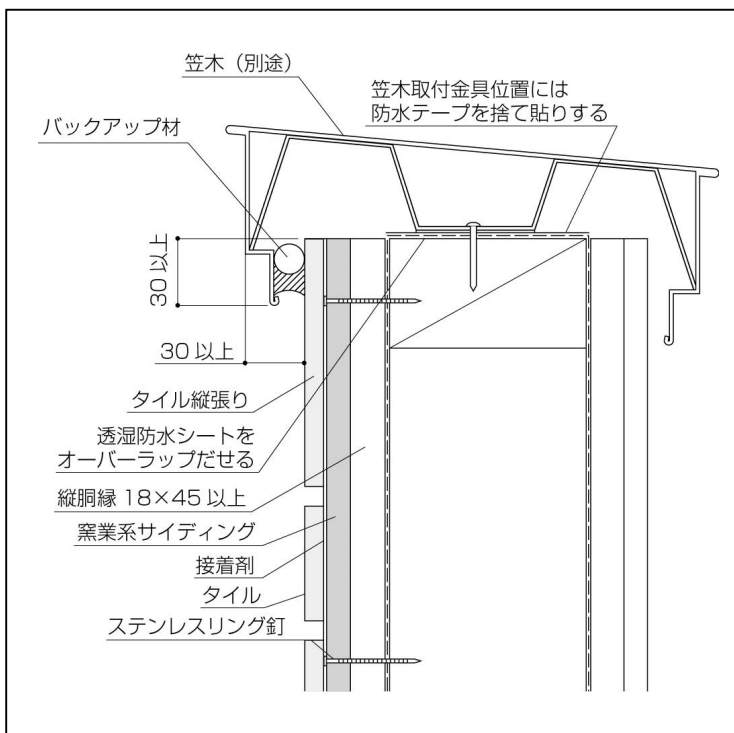 笠木（別途）
笠木取付金具位置には
防水テープを捨て貼りする
バックアップ材
30以上
30以上
タイル縦張り
透湿防水シートを
オーバーラップだせる
縦胴縁 18×45 以上
窯業系サイディング
接着剤
タイル
ステンレスリング釘